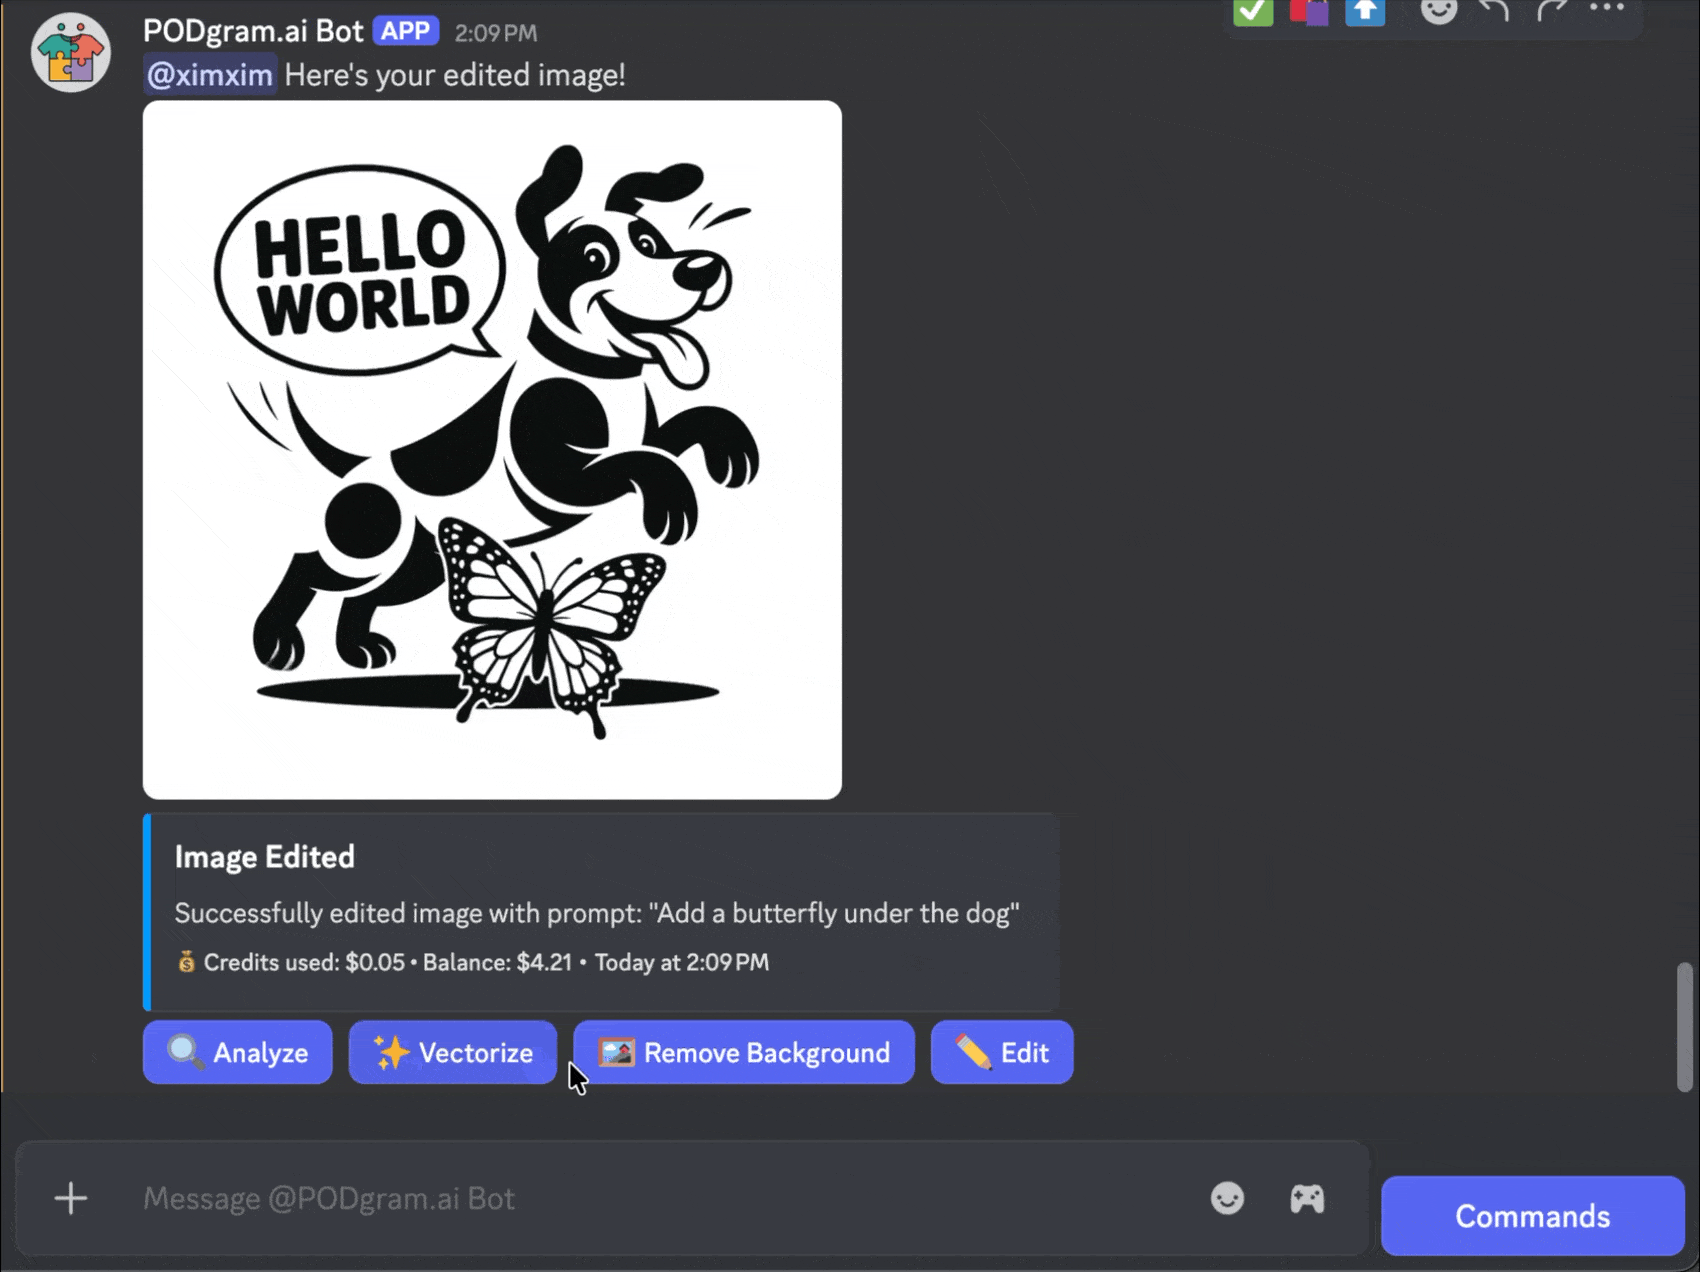 PODgram.ai Bot APP 2:09 PM
@ximxim Here's your edited image!
HELLO
WORLD
Image Edited
Successfully edited image with prompt: "Add a butterfly under the dog"
Credits used: $0.05 • Balance: $4.21 • Today at 2:09 PM
Analyze Vectorize Remove Background Edit
Message @PODgram.ai Bot
Commands